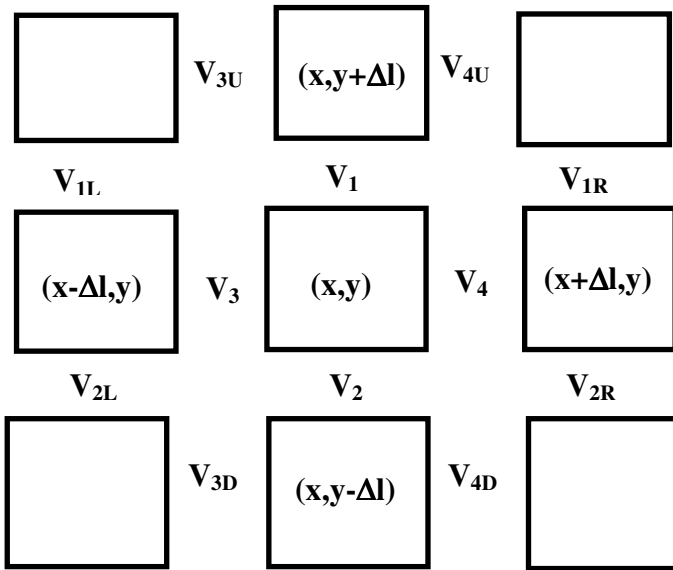 V3U (x,y+Δl) V4U
V1L V1 V1R
(x-Δl,y) V3 (x,y) V4 (x+Δl,y)
V2L V2 V2R
V3D (x,y-Δl) V4D